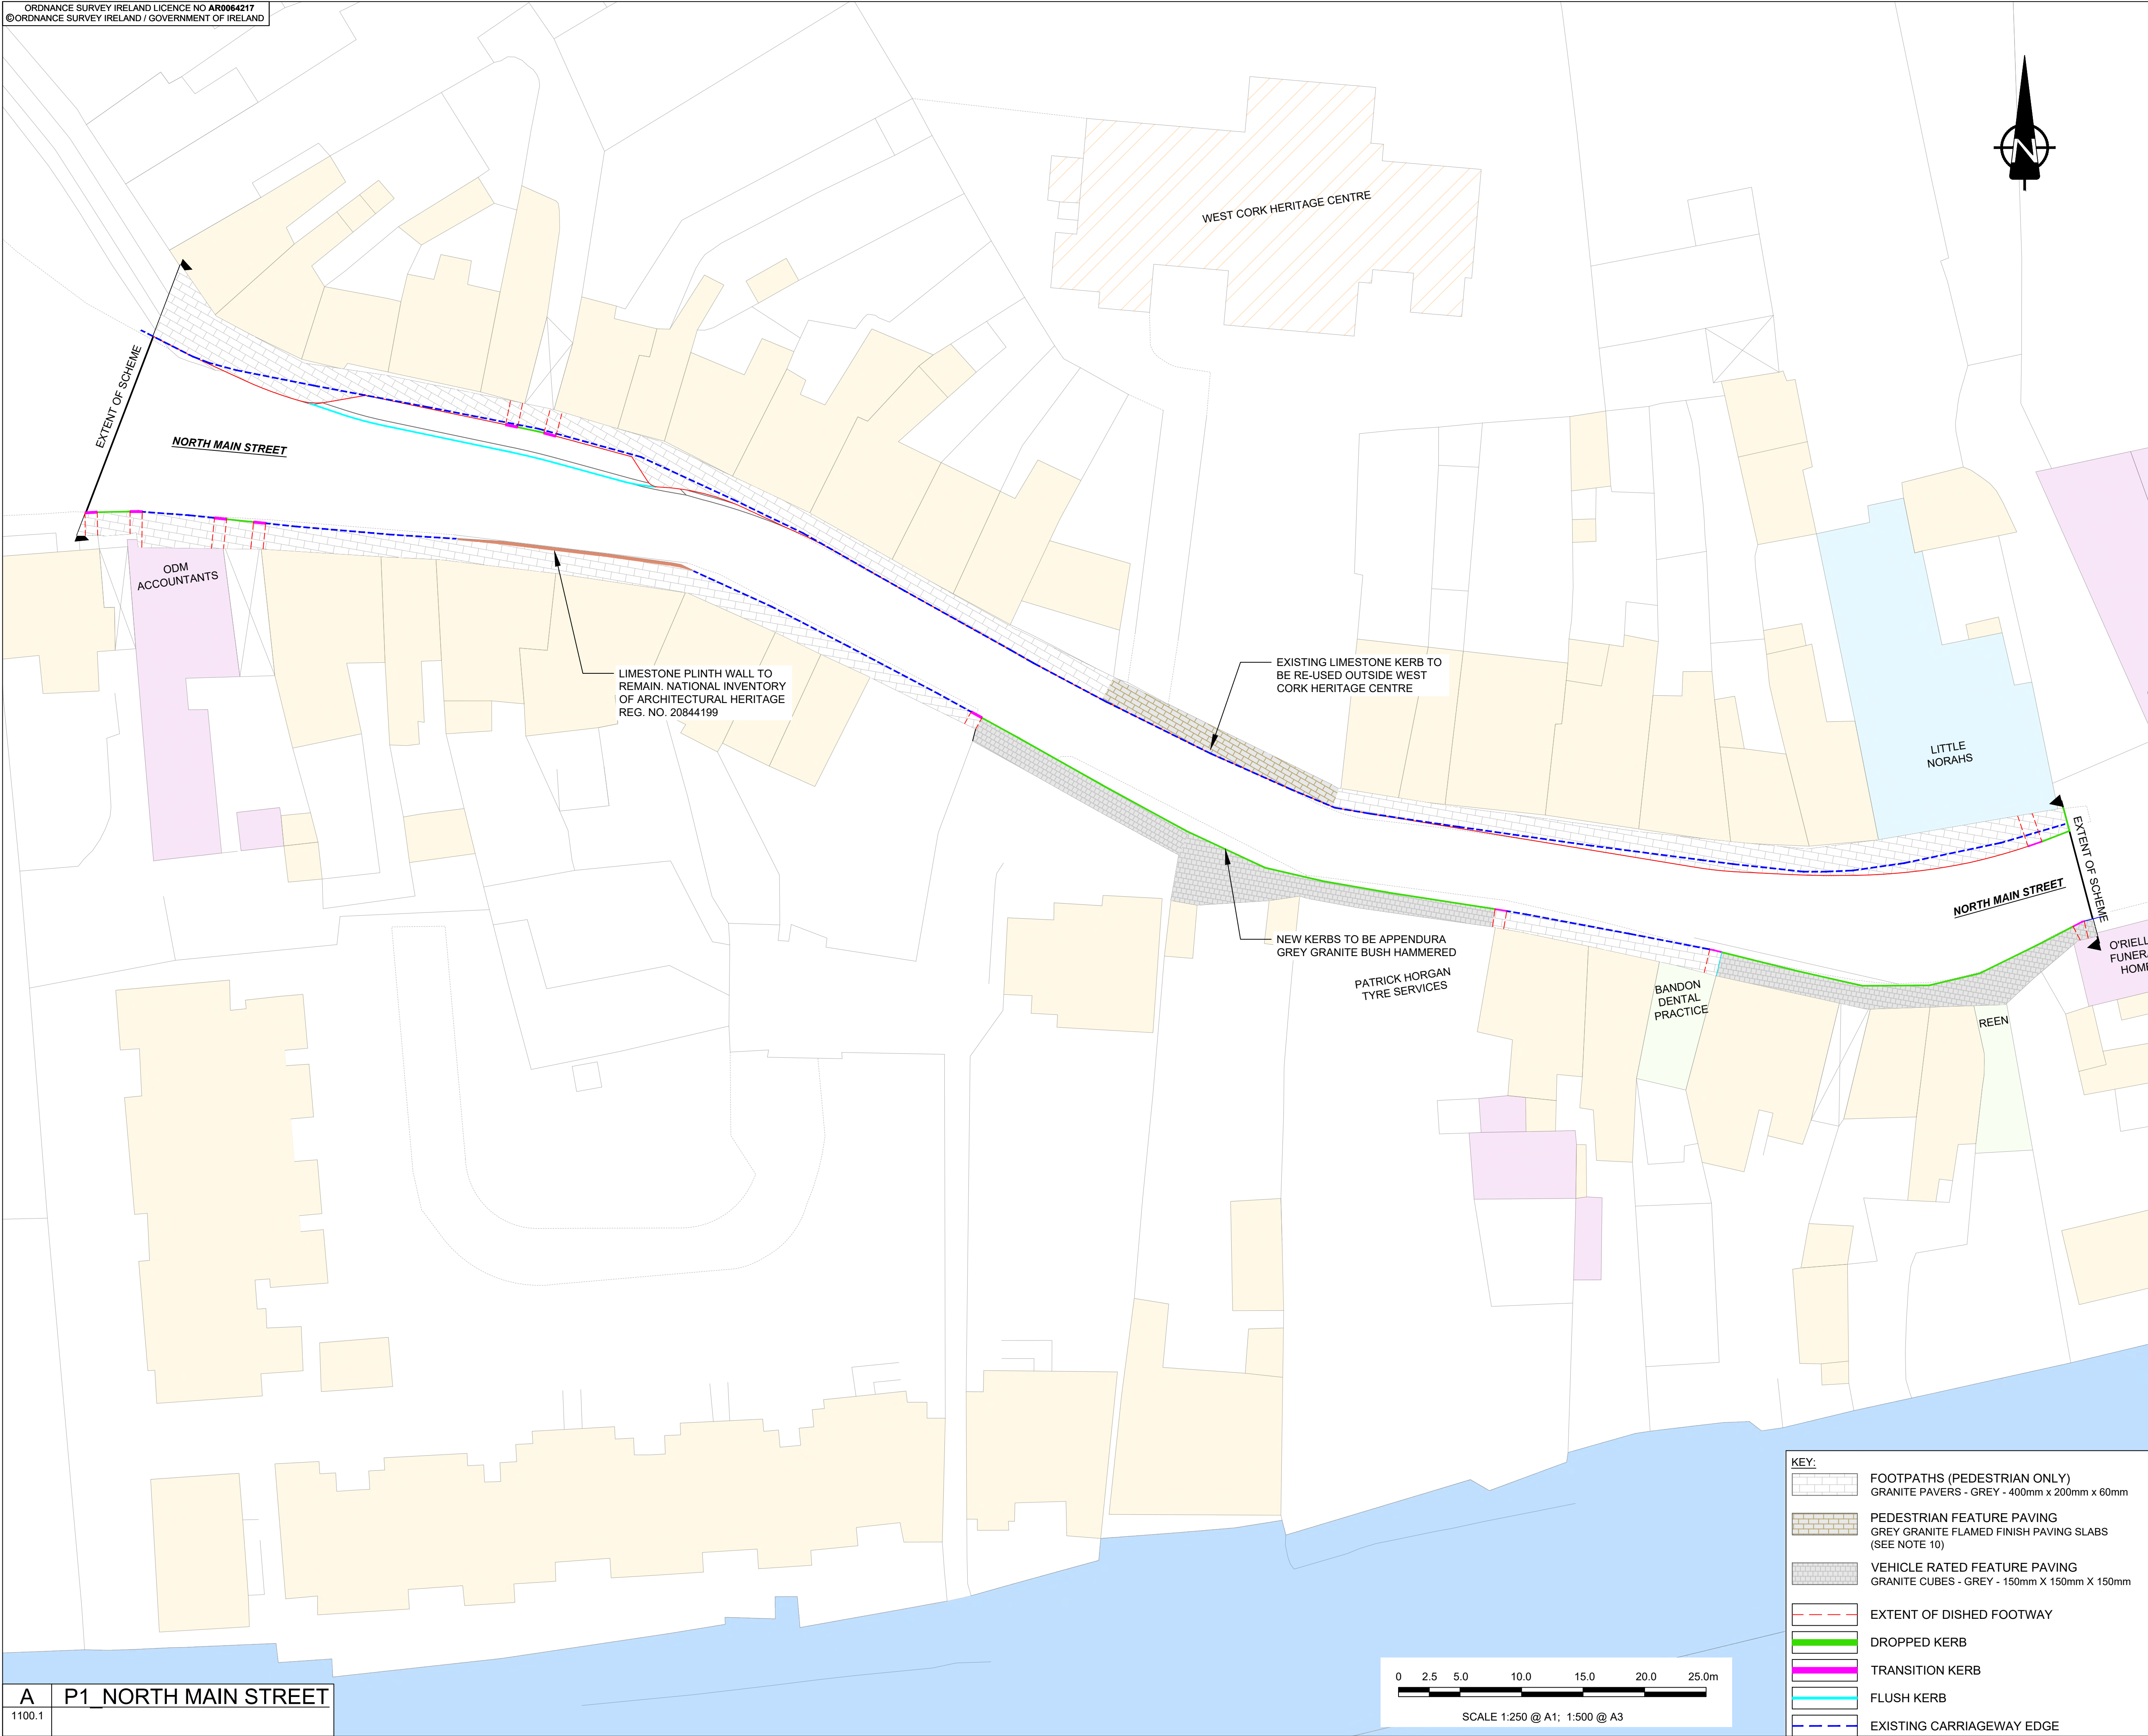 ORDNANCE SURVEY IRELAND LICENCE NO AR0064217
©ORDNANCE SURVEY IRELAND / GOVERNMENT OF IRELAND
N
WEST CORK HERITAGE CENTRE
EXTENT OF SCHEME
NORTH MAIN STREET
ODM
ACCOUNTANTS
LIMESTONE PLINTH WALL TO
REMAIN. NATIONAL INVENTORY
OF ARCHITECTURAL HERITAGE
REG. NO. 20844199
EXISTING LIMESTONE KERB TO
BE RE-USED OUTSIDE WEST
CORK HERITAGE CENTRE
LITTLE
NORAHS
EXTENT OF SCHEME
NORTH MAIN STREET
NEW KERBS TO BE APPENDURA
GREY GRANITE BUSH HAMMERED
PATRICK HORGAN
TYRE SERVICES
BANDON
DENTAL
PRACTICE
REEN
O'RIELL
FUNER
HOM
KEY:
FOOTPATHS (PEDESTRIAN ONLY)
GRANITE PAVERS - GREY - 400mm x 200mm x 60mm
PEDESTRIAN FEATURE PAVING
GREY GRANITE FLAMED FINISH PAVING SLABS
(SEE NOTE 10)
VEHICLE RATED FEATURE PAVING
GRANITE CUBES - GREY - 150mm X 150mm X 150mm
EXTENT OF DISHED FOOTWAY
DROPPED KERB
TRANSITION KERB
FLUSH KERB
EXISTING CARRIAGEWAY EDGE
0 2.5 5.0 10.0 15.0 20.0 25.0m
SCALE 1:250 @ A1; 1:500 @ A3
A P1_NORTH MAIN STREET
1100.1